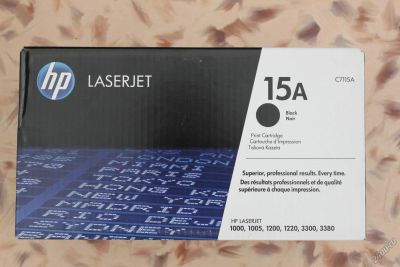 hp
LASERJET
15A
C7115A
Black
Noir
Print Cartridge
Cartouche d'Impression
Tisková Kazeta
Superior, professional results. Every time.
Des résultats professionnels et de qualité
supérieure à chaque impression.
HP LASERJET
1000, 1005, 1200, 1220, 3300, 3380